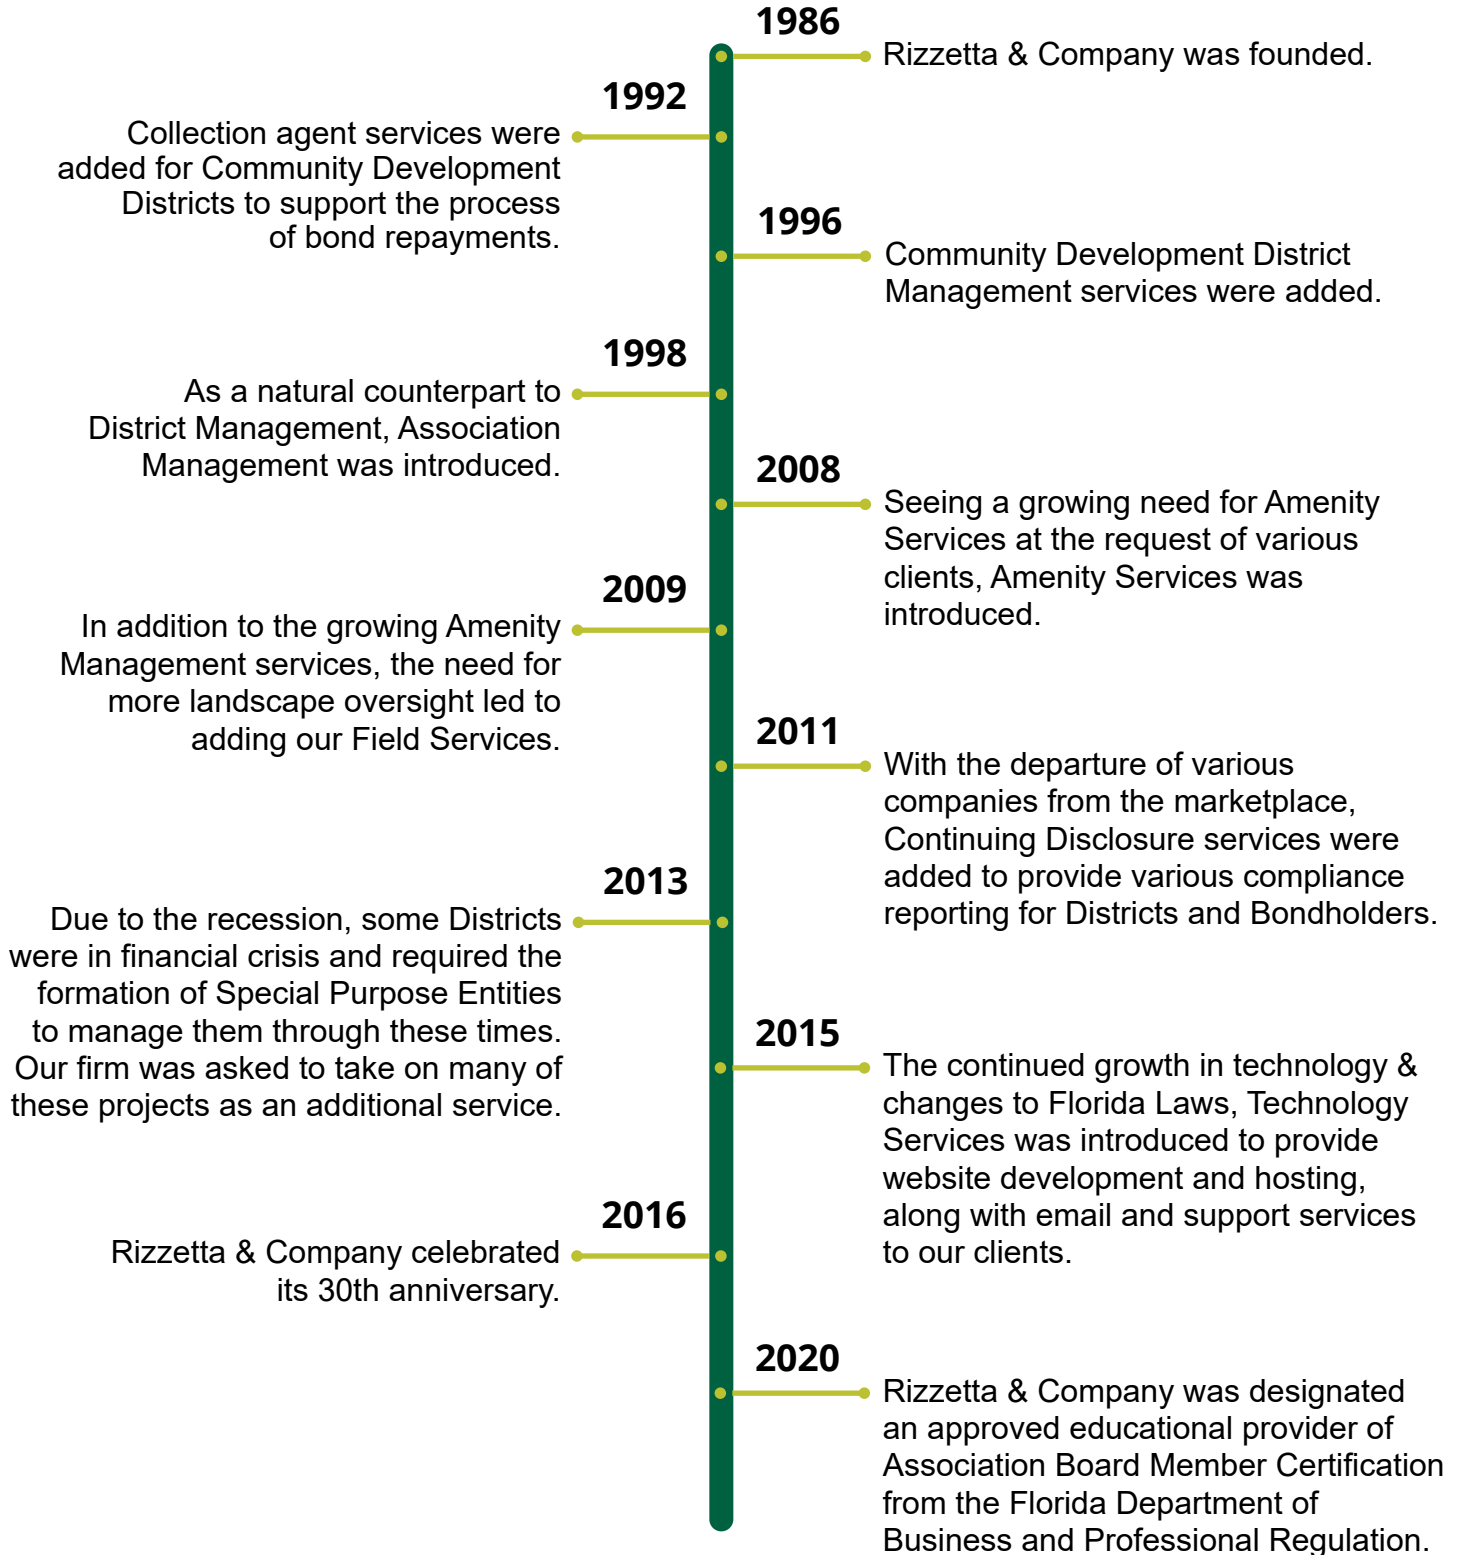 1986
Rizzetta & Company was founded.
1992
Collection agent services were
added for Community Development
Districts to support the process
of bond repayments.
1996
Community Development District
Management services were added.
1998
As a natural counterpart to
District Management, Association
Management was introduced.
2008
Seeing a growing need for Amenity
Services at the request of various
clients, Amenity Services was
introduced.
2009
In addition to the growing Amenity
Management services, the need for
more landscape oversight led to
adding our Field Services.
2011
With the departure of various
companies from the marketplace,
Continuing Disclosure services were
added to provide various compliance
reporting for Districts and Bondholders.
2013
Due to the recession, some Districts
were in financial crisis and required the
formation of Special Purpose Entities
to manage them through these times.
Our firm was asked to take on many of
these projects as an additional service.
2015
The continued growth in technology &
changes to Florida Laws, Technology
Services was introduced to provide
website development and hosting,
along with email and support services
to our clients.
2016
Rizzetta & Company celebrated
its 30th anniversary.
2020
Rizzetta & Company was designated
an approved educational provider of
Association Board Member Certification
from the Florida Department of
Business and Professional Regulation.